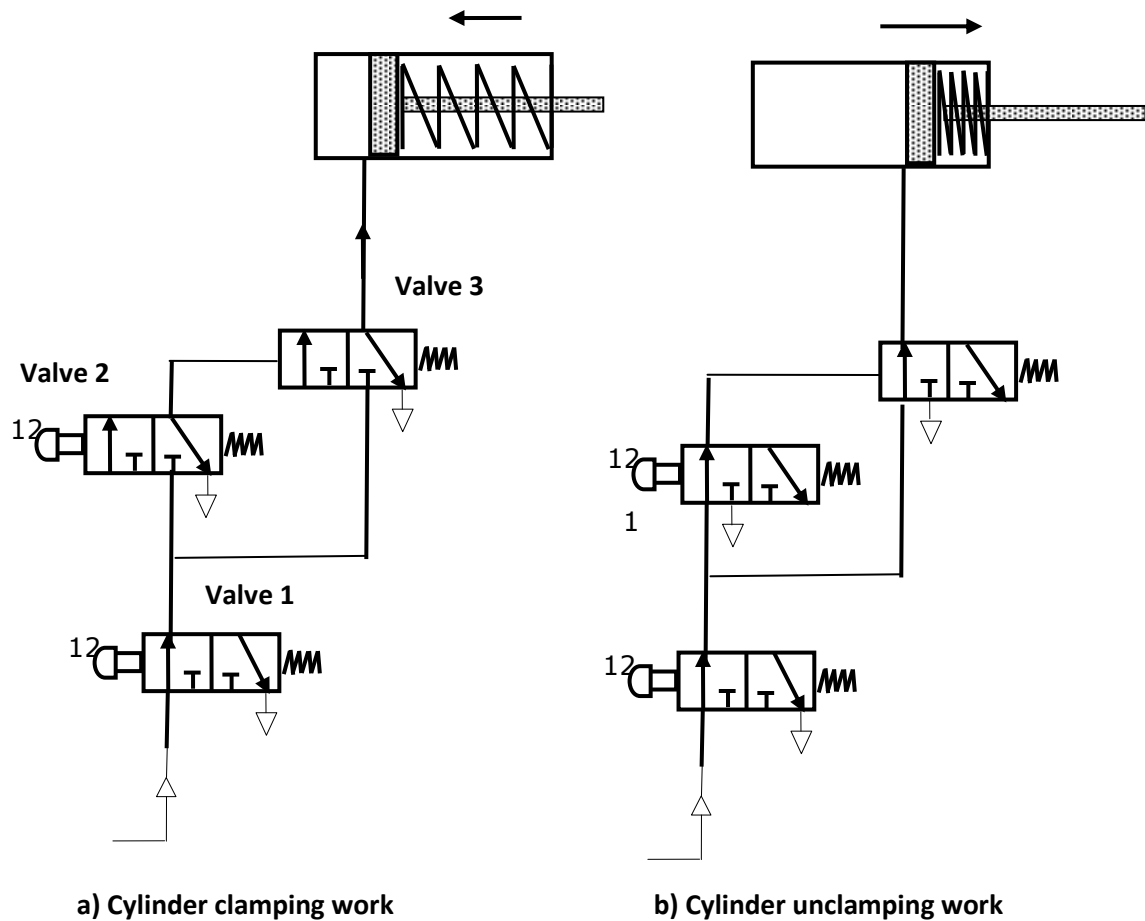 Valve 3
Valve 2
12
12
1
Valve 1
12
12
a) Cylinder clamping work
b) Cylinder unclamping work